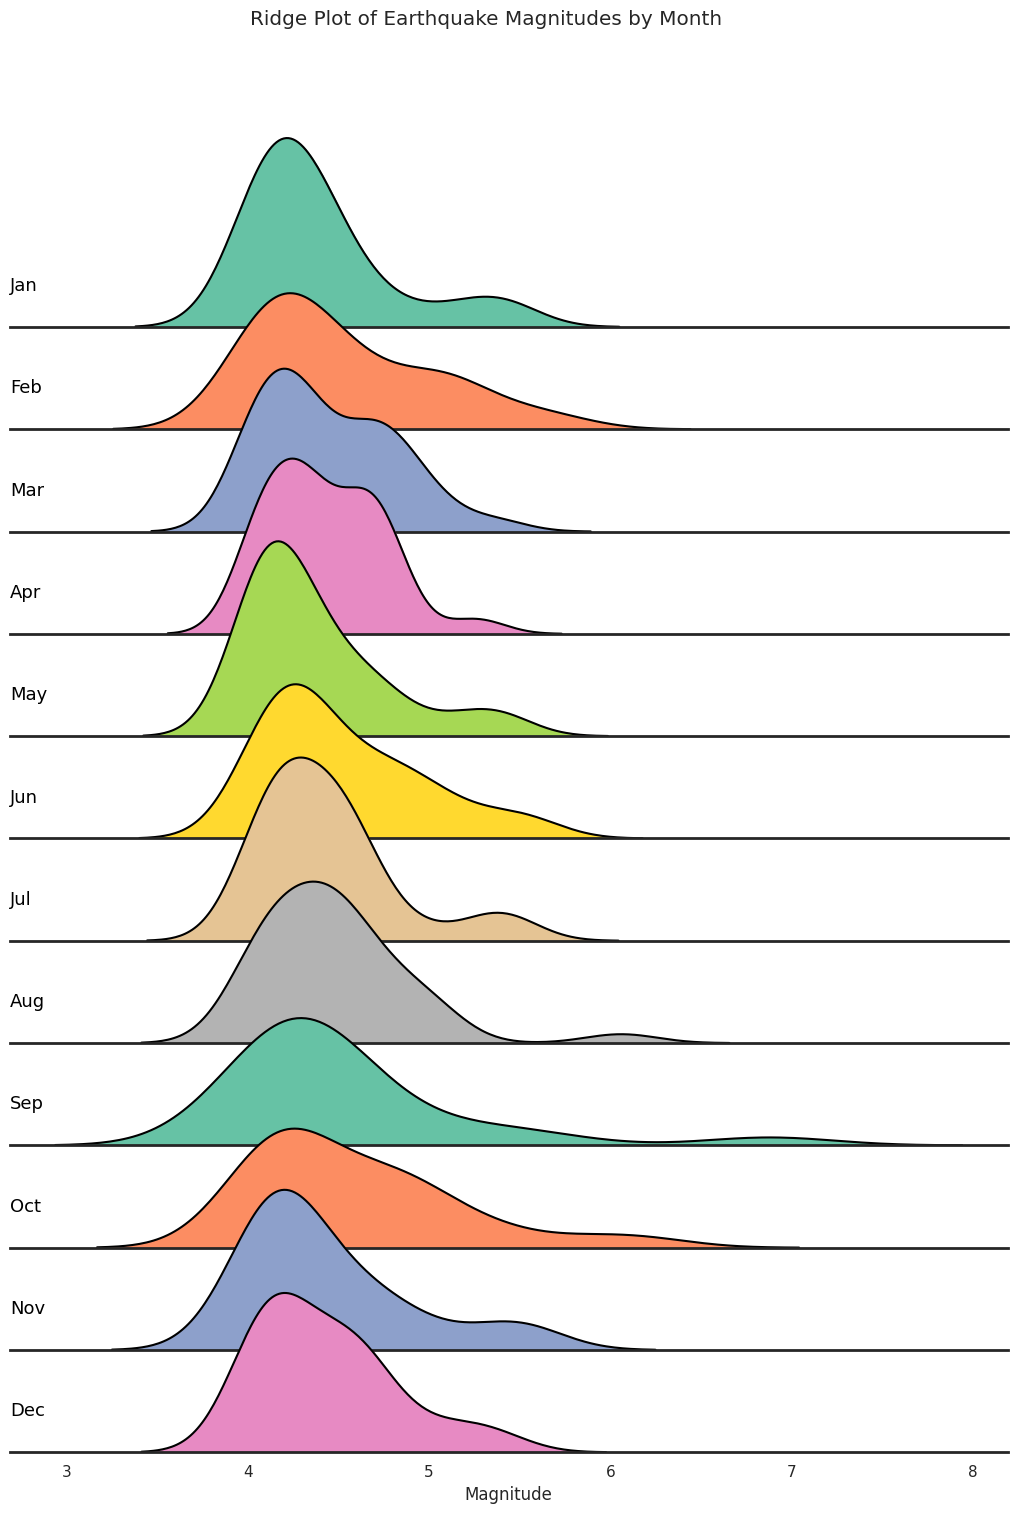 Ridge Plot of Earthquake Magnitudes by Month
Jan
Feb
Mar
Apr
May
Jun
Jul
Aug
Sep
Oct
Nov
Dec
3 4 5 6 7 8
Magnitude